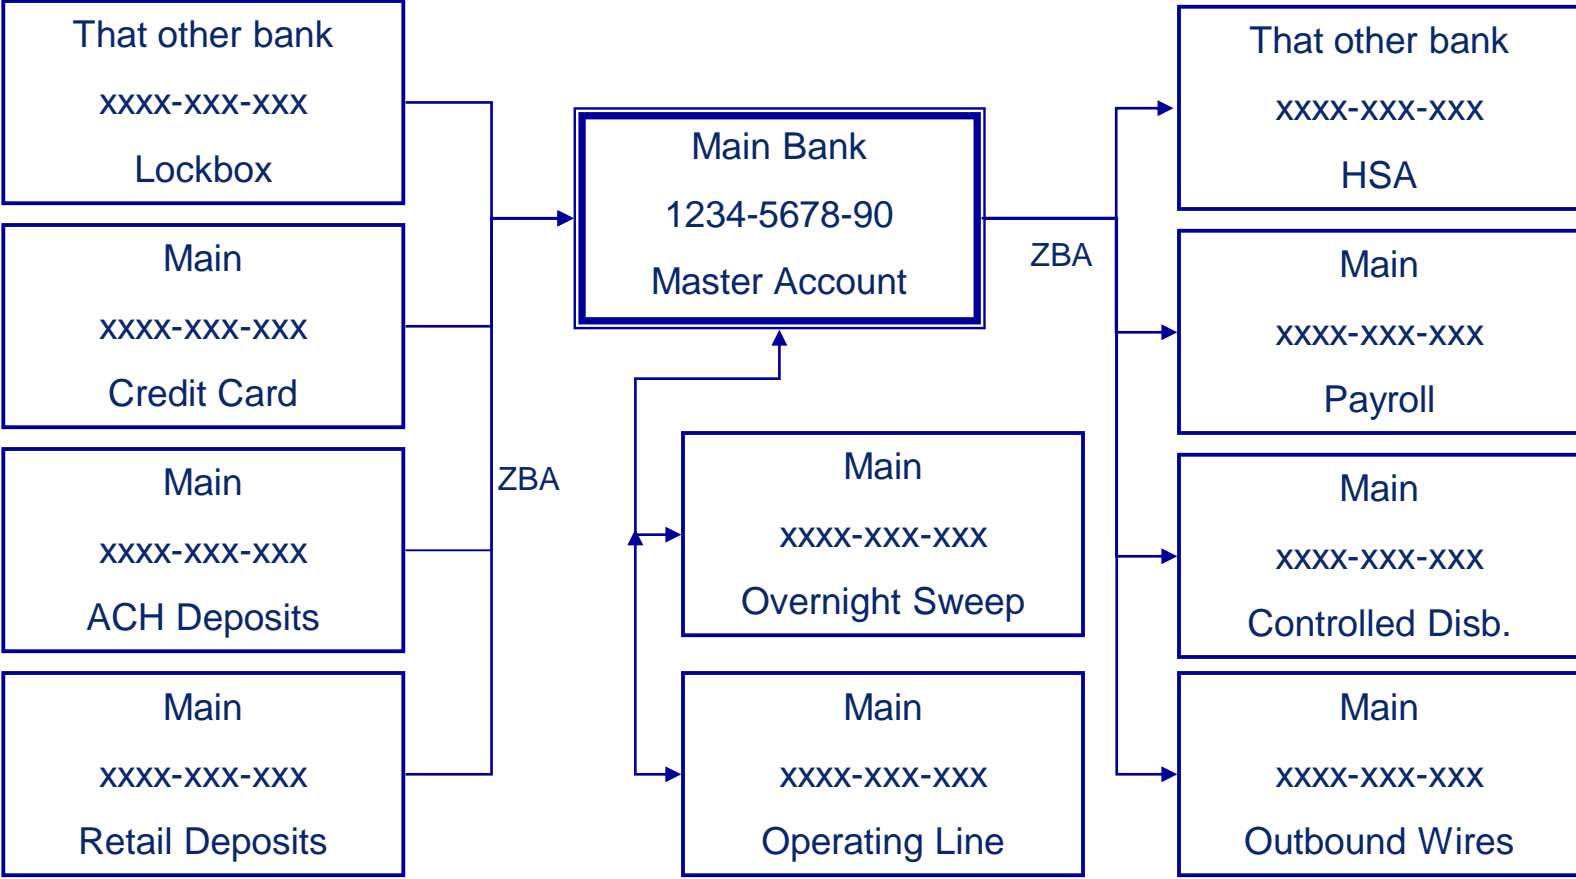 That other bank
xxxx-xxx-xxx
Lockbox
Main
xxxx-xxx-xxx
Credit Card
Main
xxxx-xxx-xxx
ACH Deposits
Main
xxxx-xxx-xxx
Retail Deposits
ZBA
Main Bank
1234-5678-90
Master Account
Main
xxxx-xxx-xxx
Overnight Sweep
Main
xxxx-xxx-xxx
Operating Line
ZBA
That other bank
xxxx-xxx-xxx
HSA
Main
xxxx-xxx-xxx
Payroll
Main
xxxx-xxx-xxx
Controlled Disb.
Main
xxxx-xxx-xxx
Outbound Wires